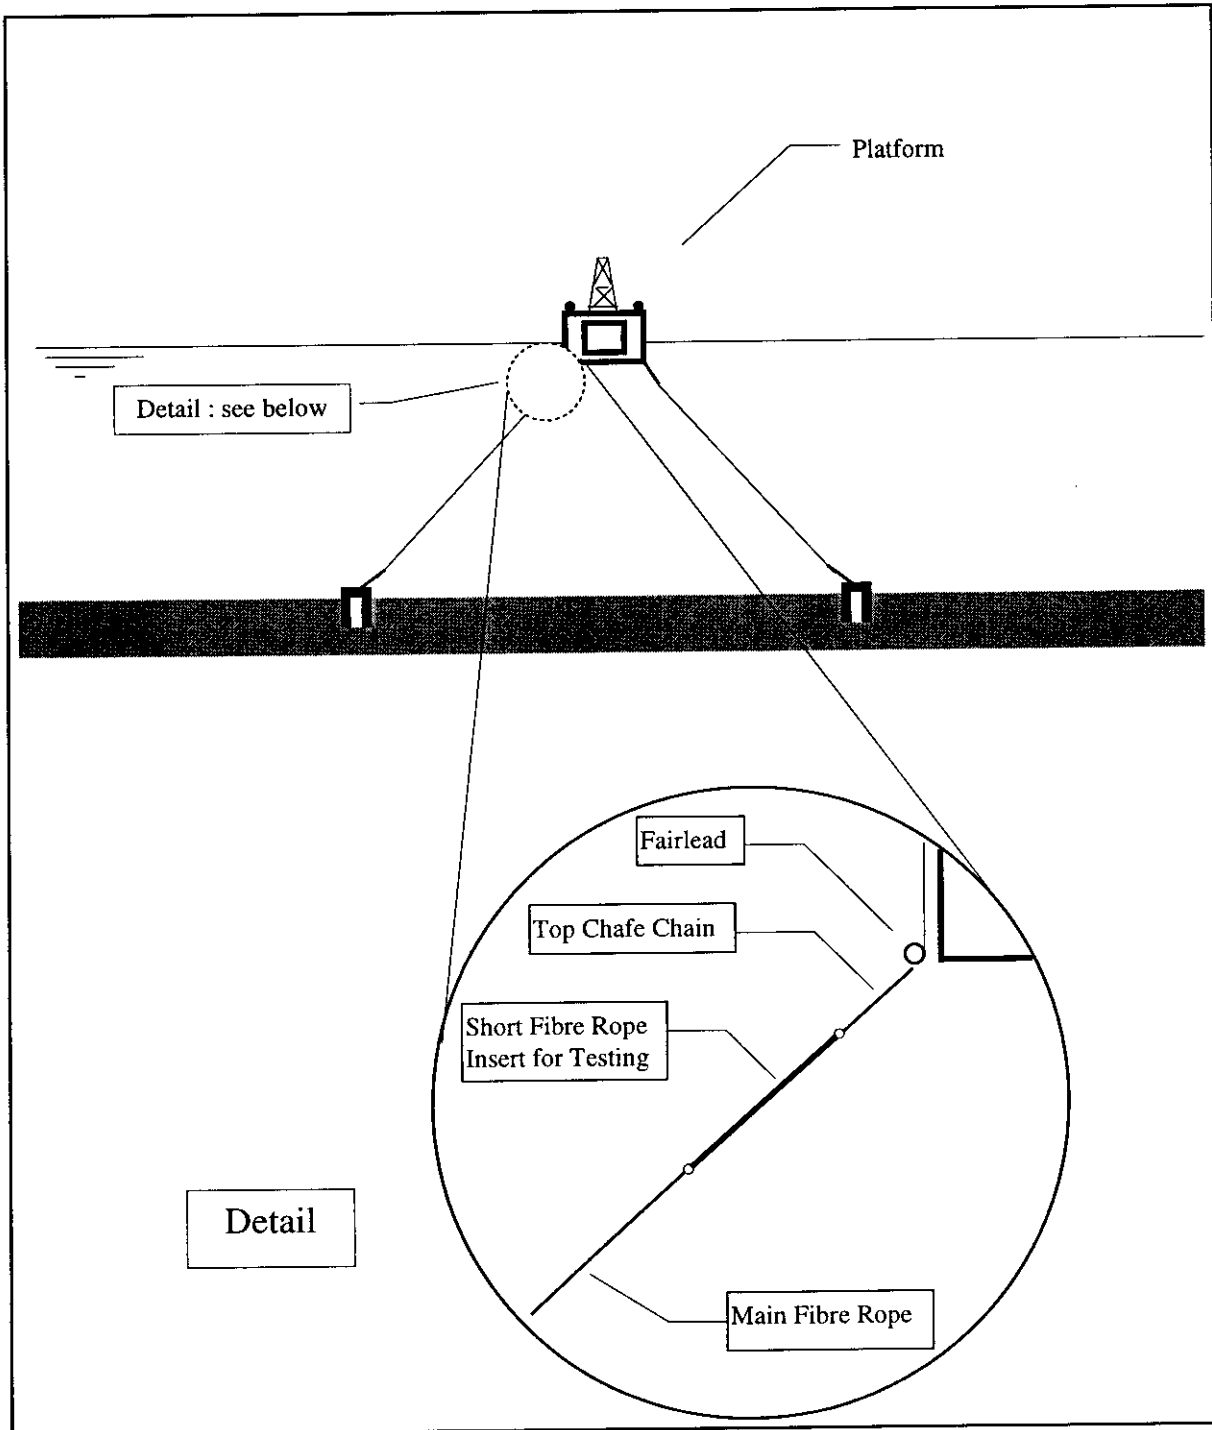 Platform
Detail : see below
Fairlead
Top Chafe Chain
Short Fibre Rope
Insert for Testing
Detail
Main Fibre Rope